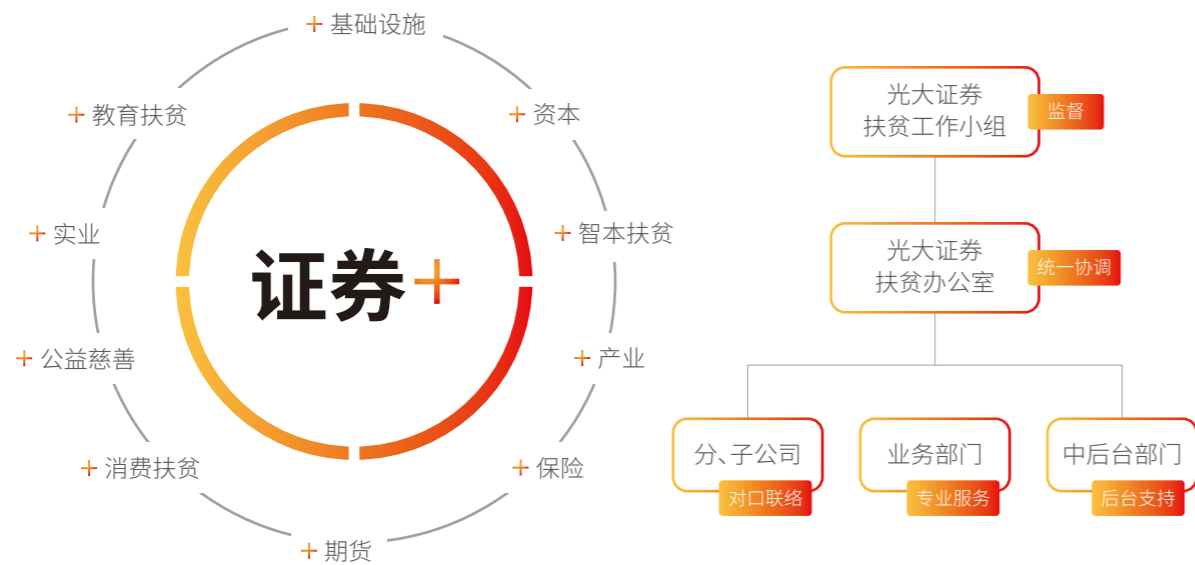 + 基础设施
+ 教育扶贫
+ 资本
+ 实业
+ 智本扶贫
证券+
+ 公益慈善
+ 产业
+ 消费扶贫
+ 保险
+ 期货
光大证券
扶贫工作小组
监督
光大证券
扶贫办公室
统一协调
分、子公司
对口联络
业务部门
专业服务
中后台部门
后台支持